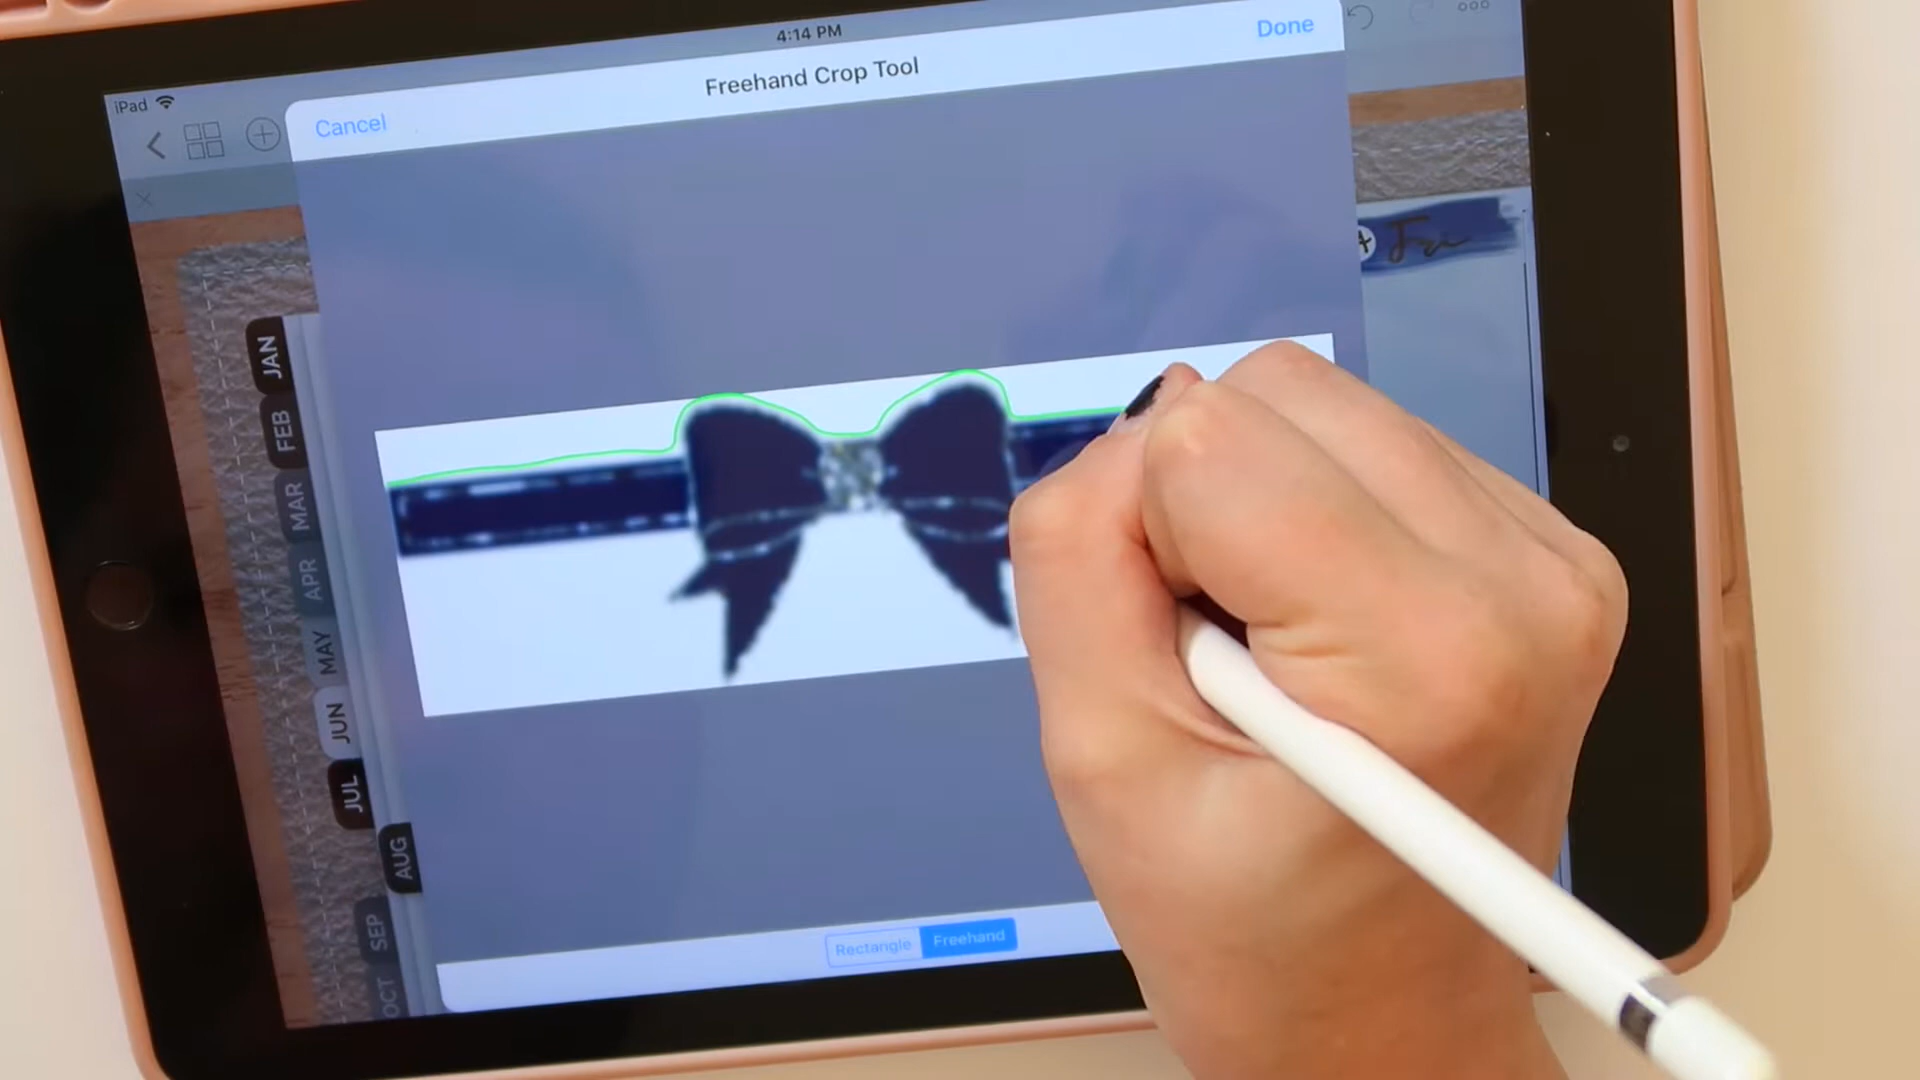 4:14 PM
iPad
Cancel
Freehand Crop Tool
Done
Fri
JAN
FEB
MAR
APR
MAY
JUN
JUL
AUG
SEP
OCT
Rectangle
Freehand